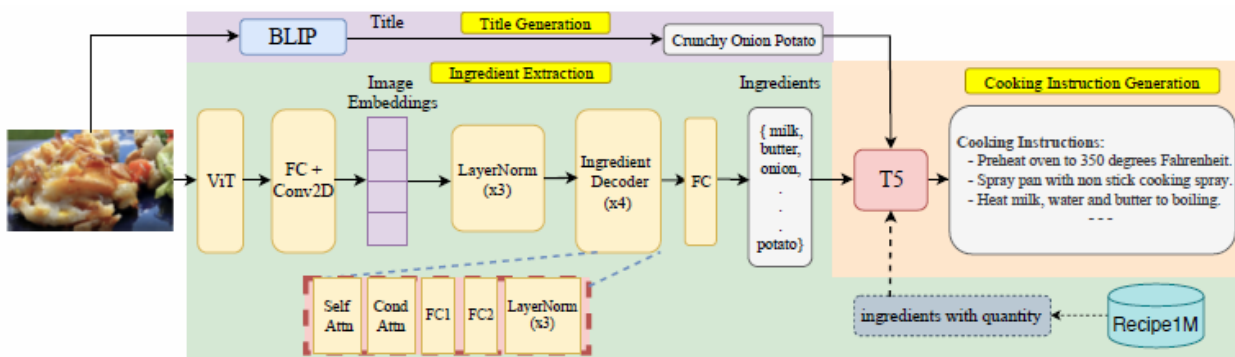 BLIP
Title
Title Generation
Crunchy Onion Potato
Ingredient Extraction
Image
Embeddings
Ingredients
Cooking Instruction Generation
ViT
FC +
Conv2D
LayerNorm
(x3)
Ingredient
Decoder
(x4)
FC
{ milk,
butter,
onion,
.
.
.
potato}
T5
Cooking Instructions:
- Preheat oven to 350 degrees Fahrenheit.
- Spray pan with non stick cooking spray.
- Heat milk, water and butter to boiling.
- - -
Self
Attn
Cond
Attn
FC1
FC2
LayerNorm
(x3)
ingredients with quantity
Recipe1M